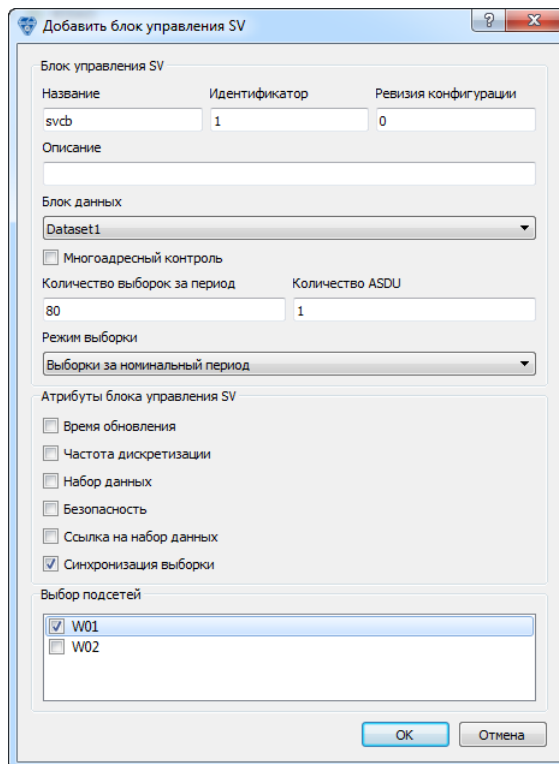 Добавить блок управления SV
Блок управления SV
Название Идентификатор Ревизия конфигурации
svcb 1 0
Описание
Блок данных
Dataset1
Многоадресный контроль
Количество выборок за период Количество ASDU
80 1
Режим выборки
Выборки за номинальный период
Атрибуты блока управления SV
Время обновления
Частота дискретизации
Набор данных
Безопасность
Ссылка на набор данных
Синхронизация выборки
Выбор подсетей
W01
W02
OK Отмена